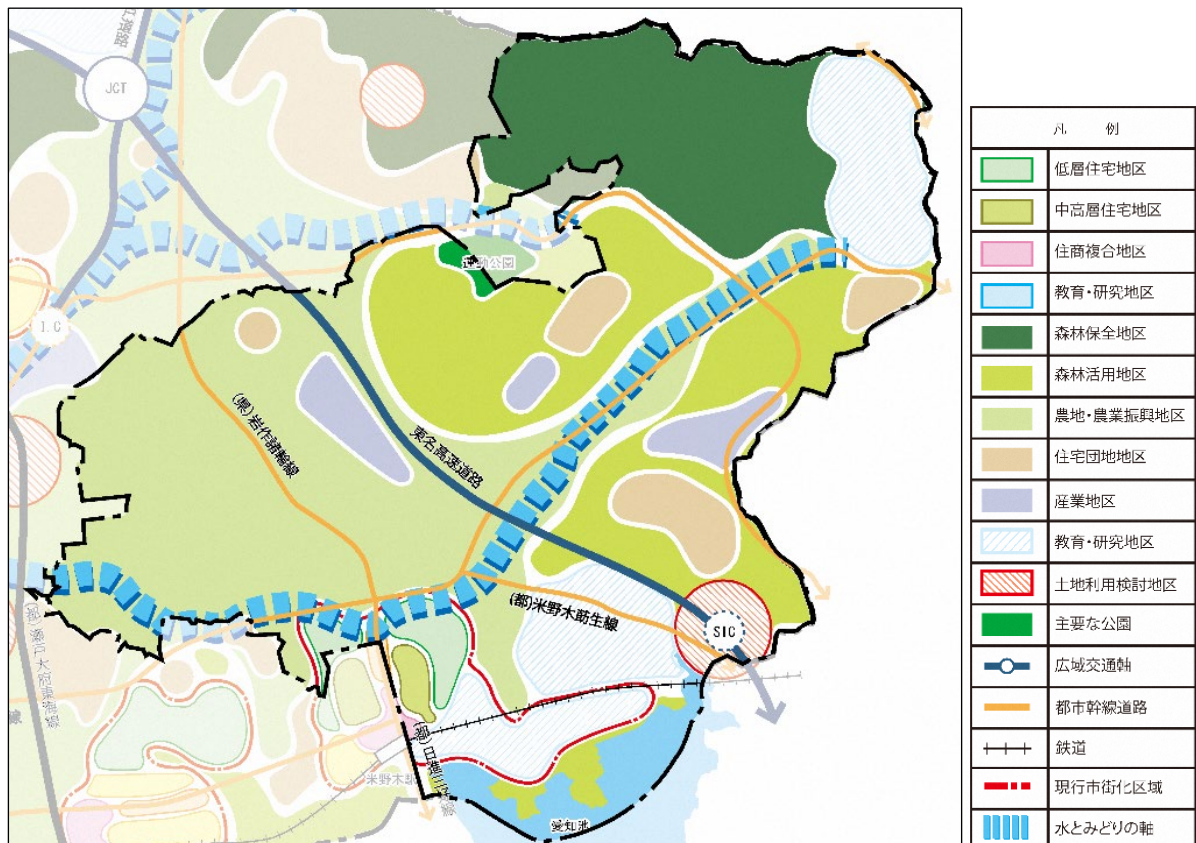 JCT
運動公園
I.C
(県)岩作諸輪線
東名高速道路
(都)米野木莇生線
SIC
米野木駅
愛知池
凡 例
低層住宅地区
中高層住宅地区
住商複合地区
教育・研究地区
森林保全地区
森林活用地区
農地・農業振興地区
住宅団地地区
産業地区
教育・研究地区
土地利用検討地区
主要な公園
広域交通軸
都市幹線道路
鉄道
現行市街化区域
水とみどりの軸